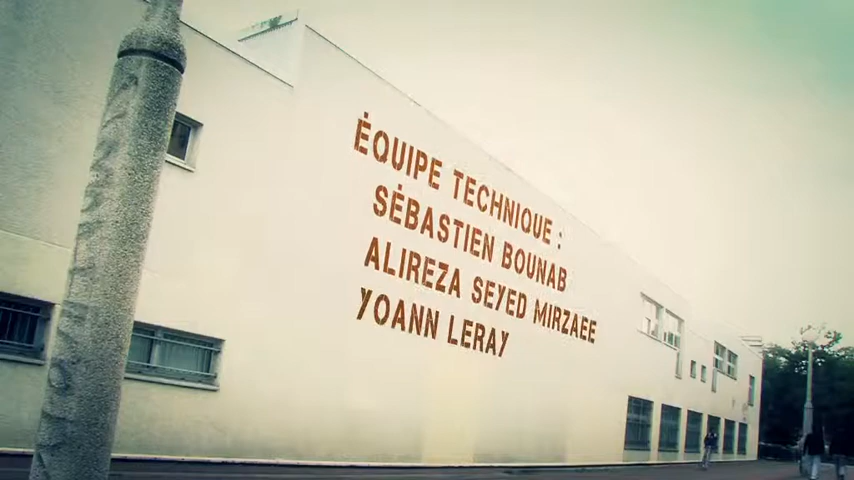 ÉQUIPE TECHNIQUE :
SÉBASTIEN BOUNAB
ALIREZA SEYED MIRZAEE
YOANN LERAY